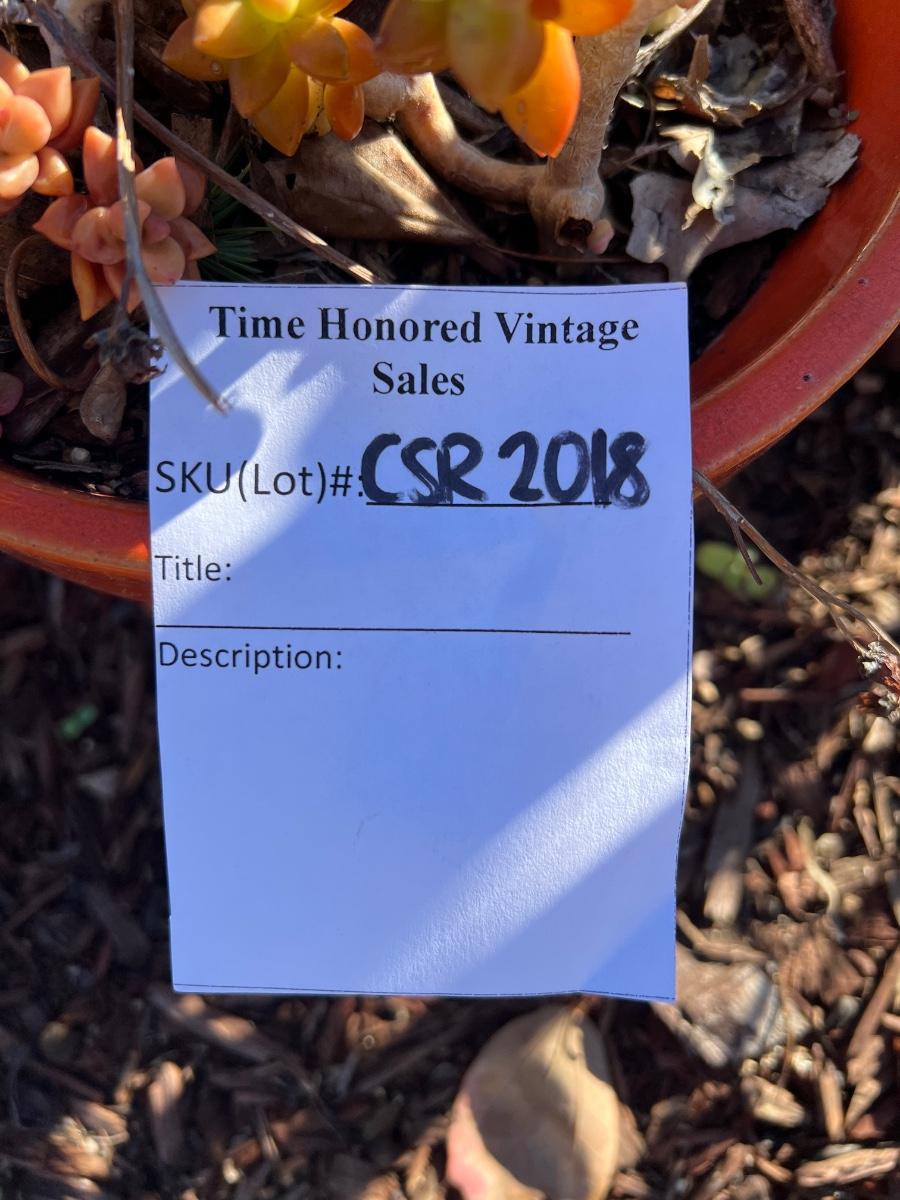 Time Honored Vintage
Sales
SKU(Lot)#: CSR 2018
Title:
Description: